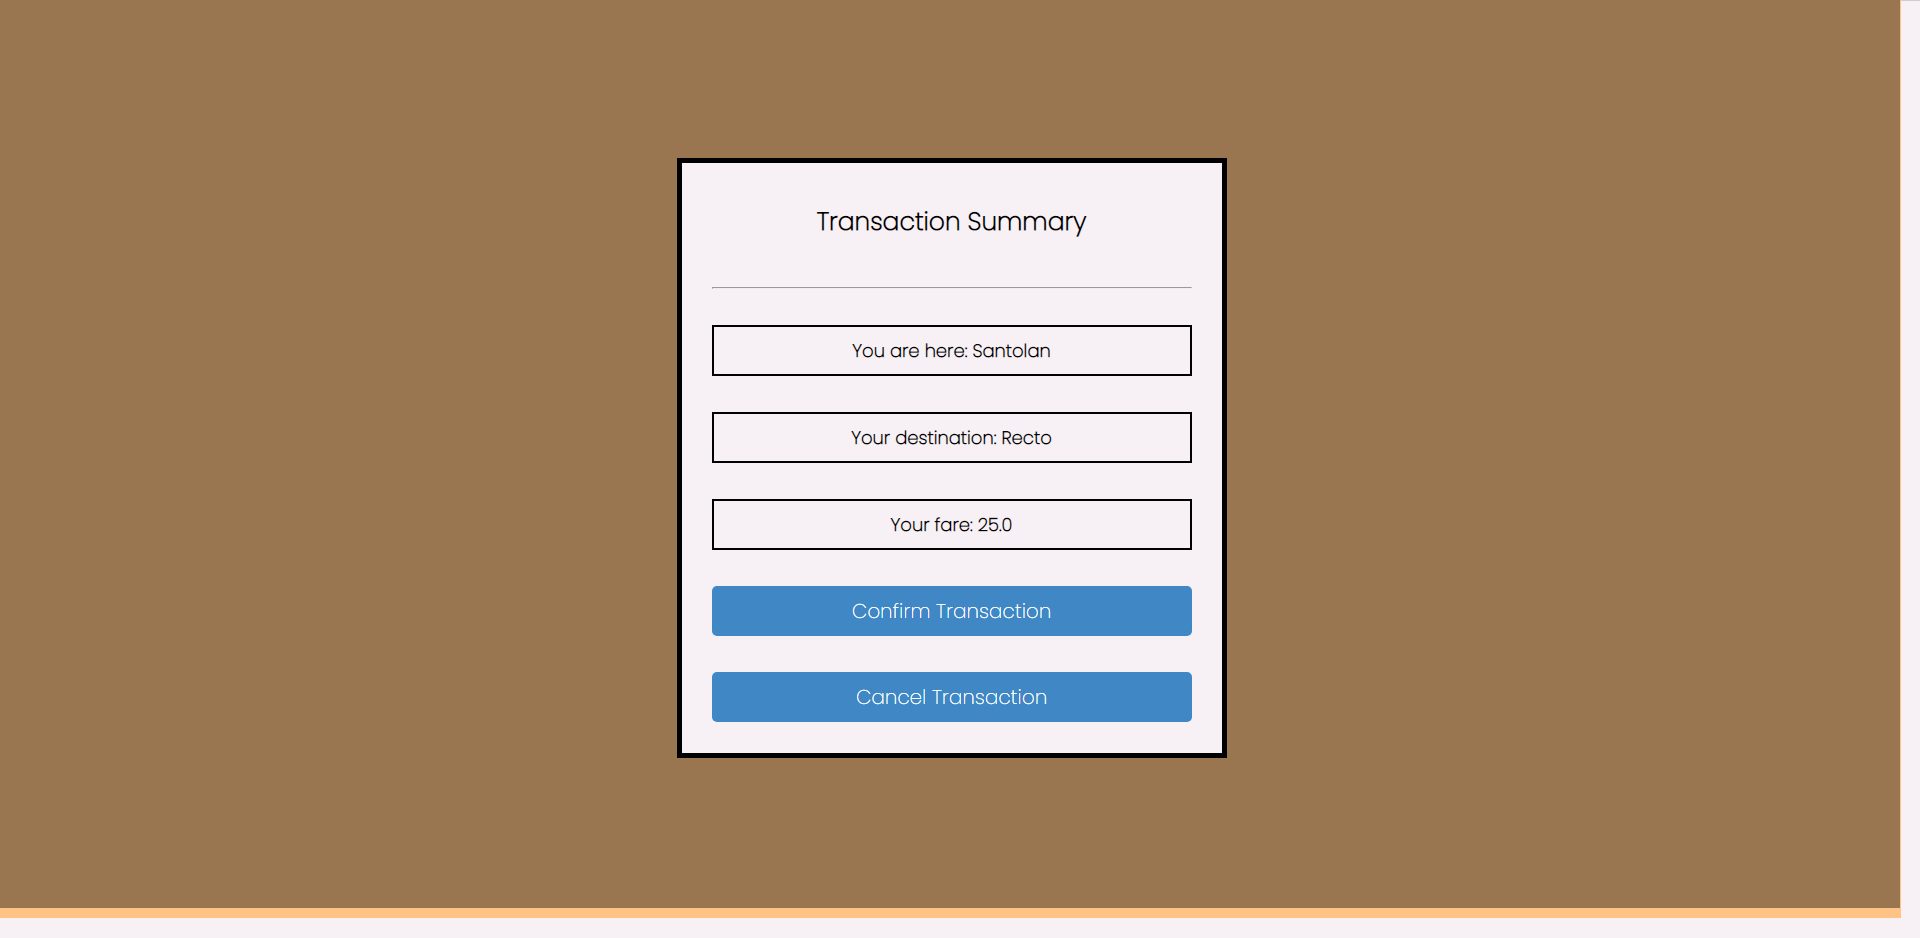 Transaction Summary
You are here: Santolan
Your destination: Recto
Your fare: 25.0
Confirm Transaction
Cancel Transaction